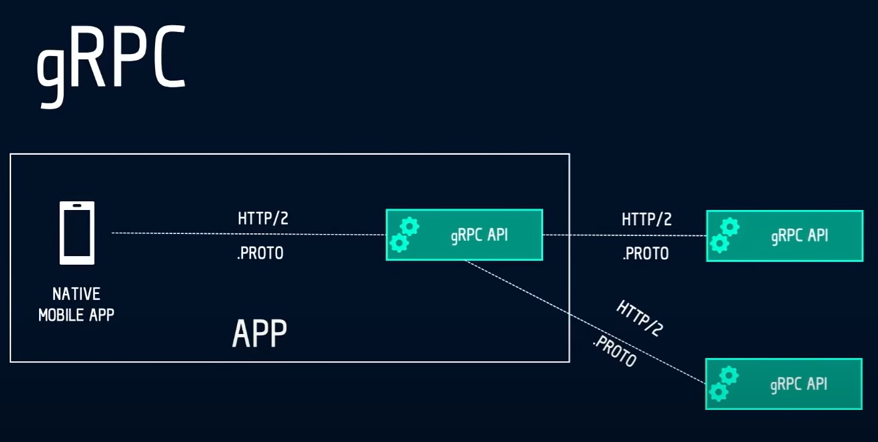 gRPC
HTTP/2
.PROTO
gRPC API
HTTP/2
.PROTO
gRPC API
NATIVE
MOBILE APP
APP
HTTP/2
.PROTO
gRPC API